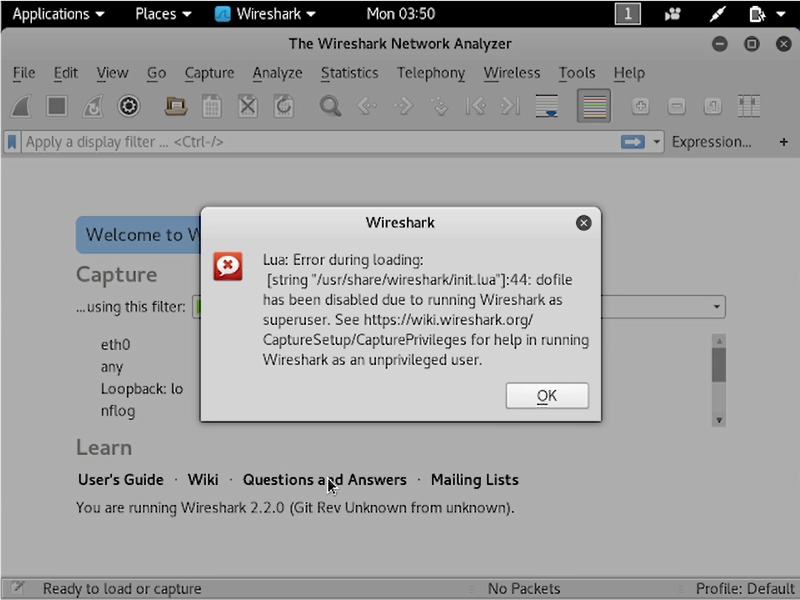 Applications Places Wireshark Mon 03:50 1
The Wireshark Network Analyzer
File Edit View Go Capture Analyze Statistics Telephony Wireless Tools Help
Apply a display filter ... <Ctrl-/> Expression... +
Welcome to W
Wireshark
Lua: Error during loading:
[string "/usr/share/wireshark/init.lua"]:44: dofile
has been disabled due to running Wireshark as
superuser. See https://wiki.wireshark.org/
CaptureSetup/CapturePrivileges for help in running
Wireshark as an unprivileged user.
OK
Capture
...using this filter:
eth0
any
Loopback: lo
nflog
Learn
User's Guide · Wiki · Questions and Answers · Mailing Lists
You are running Wireshark 2.2.0 (Git Rev Unknown from unknown).
Ready to load or capture No Packets Profile: Default